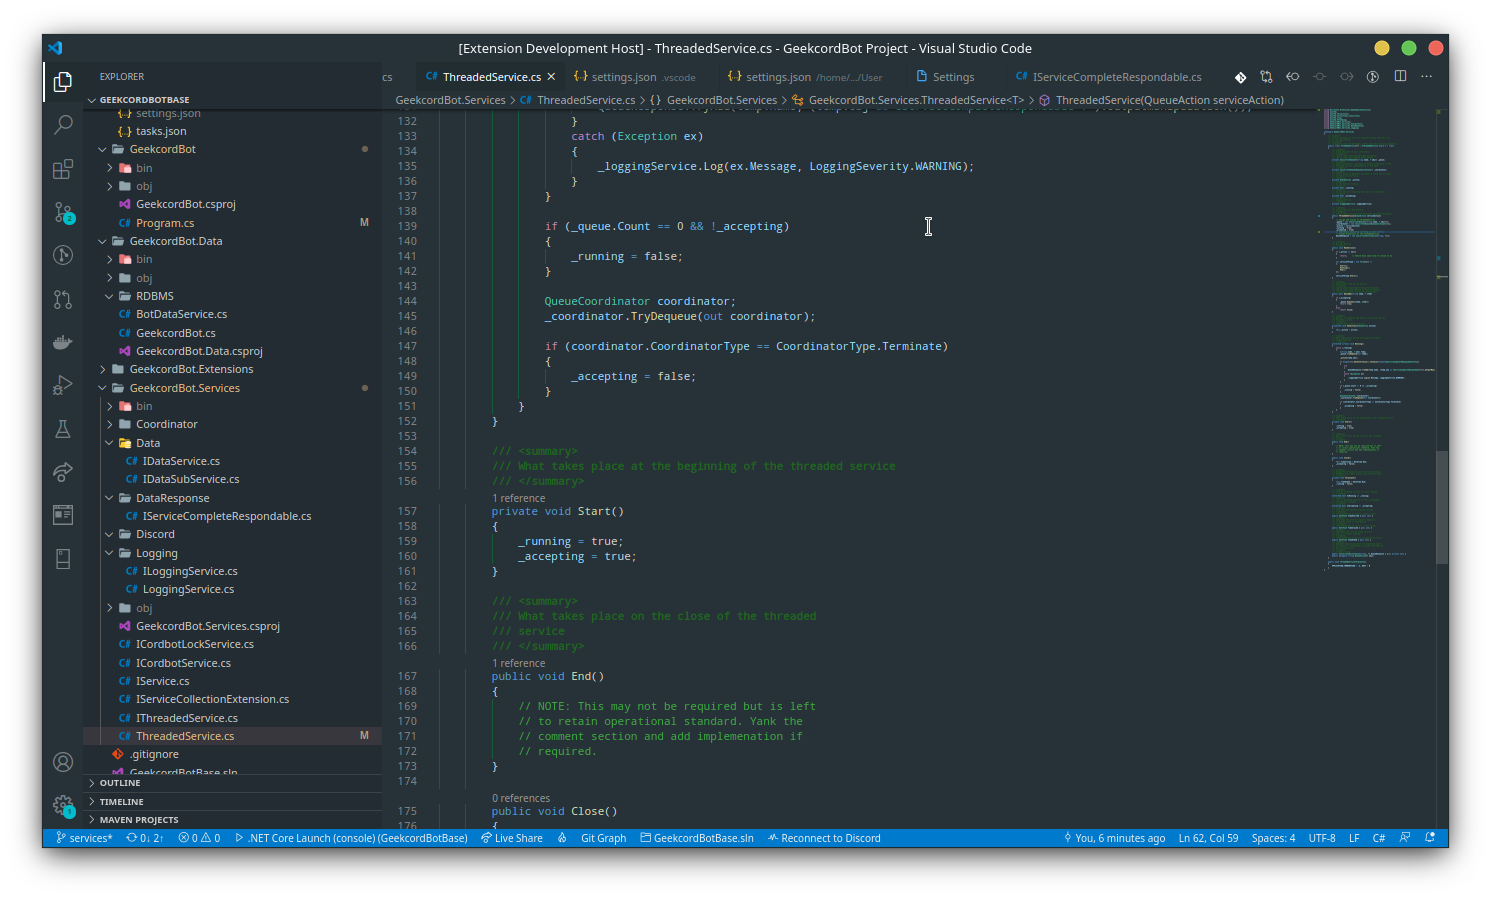 [Extension Development Host] - ThreadedService.cs - GeekcordBot Project - Visual Studio Code
EXPLORER
cs
C# ThreadedService.cs
{..} settings.json .vscode
{..} settings.json /home/.../User
Settings
C# IServiceCompleteRespondable.cs
GEEKCORDBOTBASE
GeekcordBot.Services > C# ThreadedService.cs > {} GeekcordBot.Services > GeekcordBot.Services.ThreadedService<T> > ThreadedService(QueueAction serviceAction)
settings.json
tasks.json
GeekcordBot
bin
obj
GeekcordBot.csproj
Program.cs M
GeekcordBot.Data
bin
obj
RDBMS
BotDataService.cs
GeekcordBot.cs
GeekcordBot.Data.csproj
GeekcordBot.Extensions
GeekcordBot.Services
bin
Coordinator
Data
IDataService.cs
IDataSubService.cs
DataResponse
IServiceCompleteRespondable.cs
Discord
Logging
ILoggingService.cs
LoggingService.cs
obj
GeekcordBot.Services.csproj
ICordbotLockService.cs
ICordbotService.cs
IService.cs
IServiceCollectionExtension.cs
IThreadedService.cs
ThreadedService.cs M
.gitignore
GeekcordBotBase.sln
OUTLINE
TIMELINE
MAVEN PROJECTS
2
1
132 }
133 catch (Exception ex)
134 {
135 _loggingService.Log(ex.Message, LoggingSeverity.WARNING);
136 }
137 }
138
139 if (_queue.Count == 0 && !_accepting)
140 {
141 _running = false;
142 }
143
144 QueueCoordinator coordinator;
145 _coordinator.TryDequeue(out coordinator);
146
147 if (coordinator.CoordinatorType == CoordinatorType.Terminate)
148 {
149 _accepting = false;
150 }
151 }
152 }
153
154 /// <summary>
155 /// What takes place at the beginning of the threaded service
156 /// </summary>
1 reference
157 private void Start()
158 {
159 _running = true;
160 _accepting = true;
161 }
162
163 /// <summary>
164 /// What takes place on the close of the threaded
165 /// service
166 /// </summary>
1 reference
167 public void End()
168 {
169 // NOTE: This may not be required but is left
170 // to retain operational standard. Yank the
171 // comment section and add implemenation if
172 // required.
173 }
174
0 references
175 public void Close()
176 {
services* 0↓ 2↑ 0 0 .NET Core Launch (console) (GeekcordBotBase) Live Share Git Graph GeekcordBotBase.sln Reconnect to Discord You, 6 minutes ago Ln 62, Col 59 Spaces: 4 UTF-8 LF C#